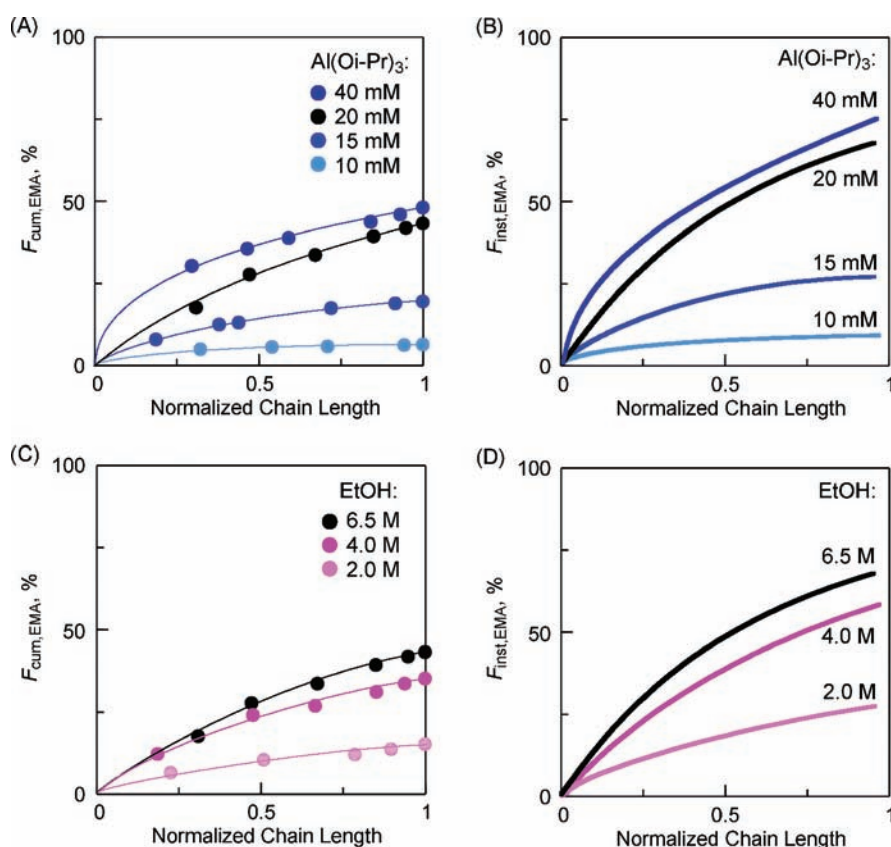 (A)
100
50
0
F_cum,EMA, %
Al(Oi-Pr)3:
40 mM
20 mM
15 mM
10 mM
0
0.5
1
Normalized Chain Length
(B)
100
50
0
F_inst,EMA, %
Al(Oi-Pr)3:
40 mM
20 mM
15 mM
10 mM
0
0.5
1
Normalized Chain Length
(C)
100
50
0
F_cum,EMA, %
EtOH:
6.5 M
4.0 M
2.0 M
0
0.5
1
Normalized Chain Length
(D)
100
50
0
F_inst,EMA, %
EtOH:
6.5 M
4.0 M
2.0 M
0
0.5
1
Normalized Chain Length